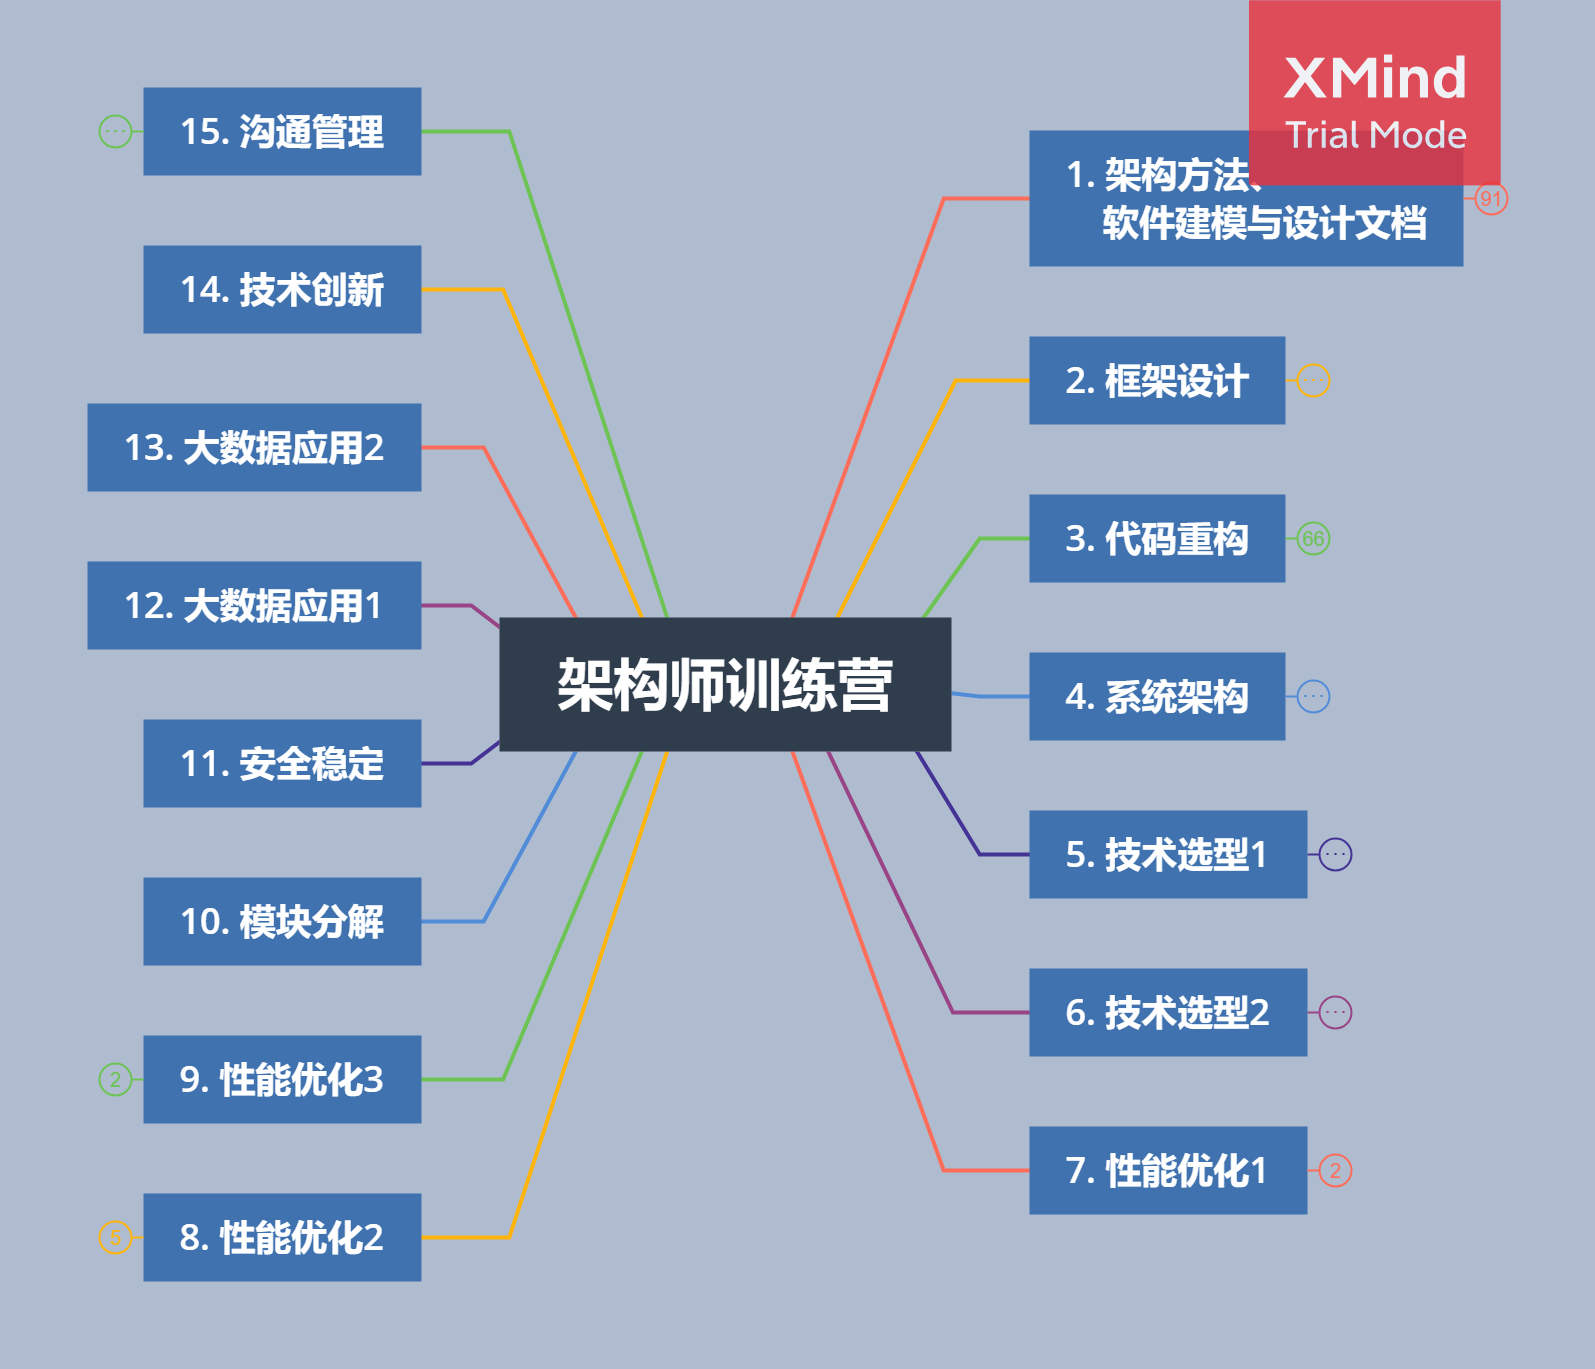 XMind
Trial Mode
1. 架构方法、
软件建模与设计文档
91
2. 框架设计
...
3. 代码重构
66
4. 系统架构
...
5. 技术选型1
...
6. 技术选型2
...
7. 性能优化1
2
架构师训练营
15. 沟通管理
...
14. 技术创新
13. 大数据应用2
12. 大数据应用1
11. 安全稳定
10. 模块分解
9. 性能优化3
2
8. 性能优化2
5